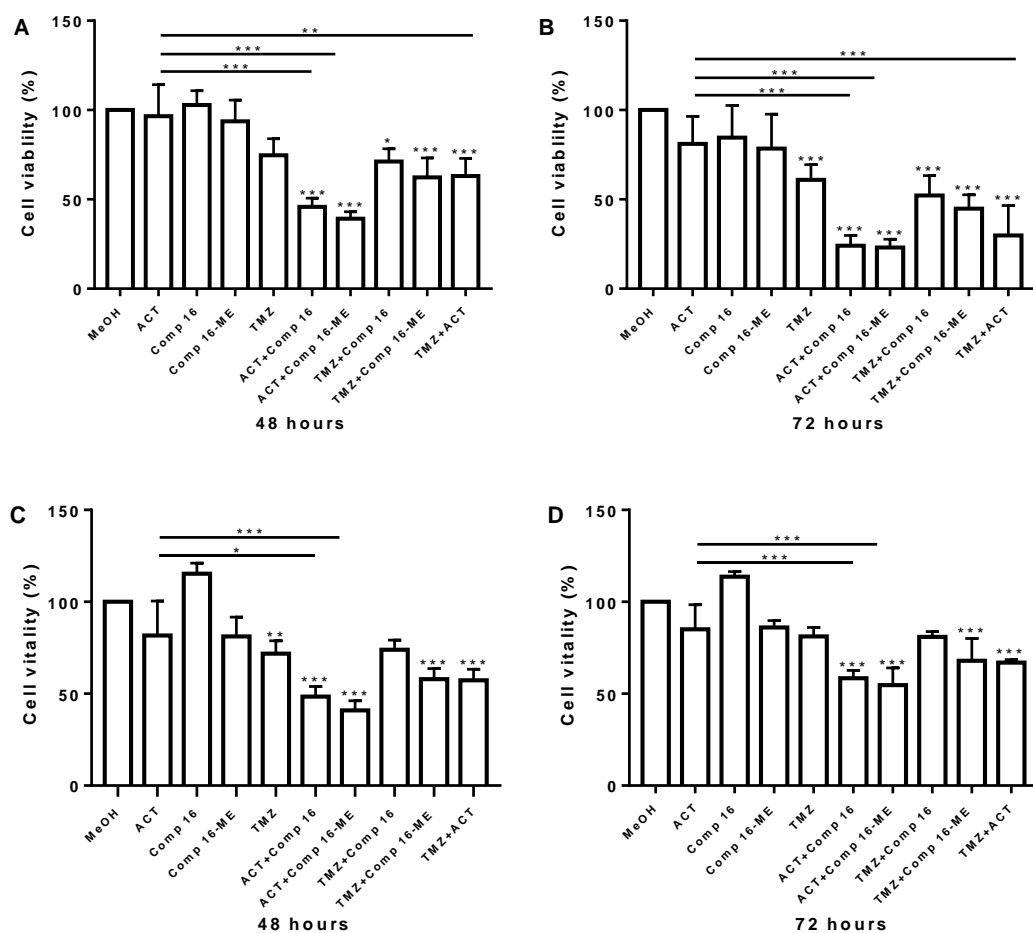 A
Cell viablilty (%)
150
100
50
0
**
***
***
***
***
*
***
***
MeOH
ACT
Comp 16
Comp 16-ME
TMZ
ACT+Comp 16
ACT+Comp 16-ME
TMZ+Comp 16
TMZ+Comp 16-ME
TMZ+ACT
48 hours
B
Cell viablilty (%)
150
100
50
0
***
***
***
***
***
***
***
***
***
MeOH
ACT
Comp 16
Comp 16-ME
TMZ
ACT+Comp 16
ACT+Comp 16-ME
TMZ+Comp 16
TMZ+Comp 16-ME
TMZ+ACT
72 hours
C
Cell vitality (%)
150
100
50
0
***
*
**
***
***
***
***
MeOH
ACT
Comp 16
Comp 16-ME
TMZ
ACT+Comp 16
ACT+Comp 16-ME
TMZ+Comp 16
TMZ+Comp 16-ME
TMZ+ACT
48 hours
D
Cell vitality (%)
150
100
50
0
***
***
***
***
***
***
MeOH
ACT
Comp 16
Comp 16-ME
TMZ
ACT+Comp 16
ACT+Comp 16-ME
TMZ+Comp 16
TMZ+Comp 16-ME
TMZ+ACT
72 hours